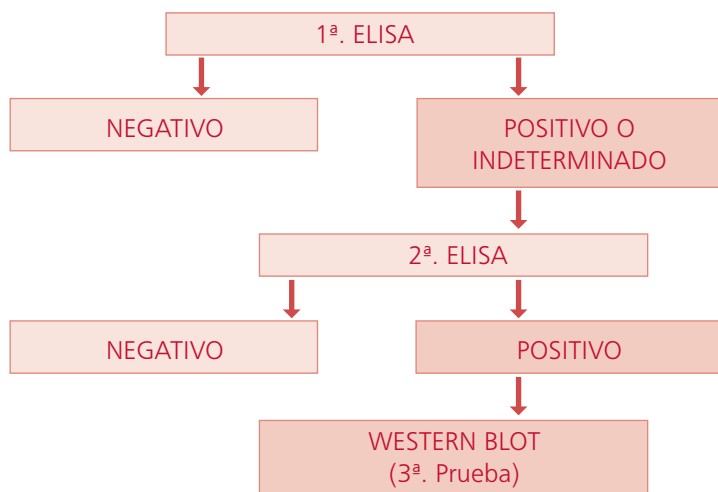 1ª. ELISA
NEGATIVO
POSITIVO O
INDETERMINADO
2ª. ELISA
NEGATIVO
POSITIVO
WESTERN BLOT
(3ª. Prueba)